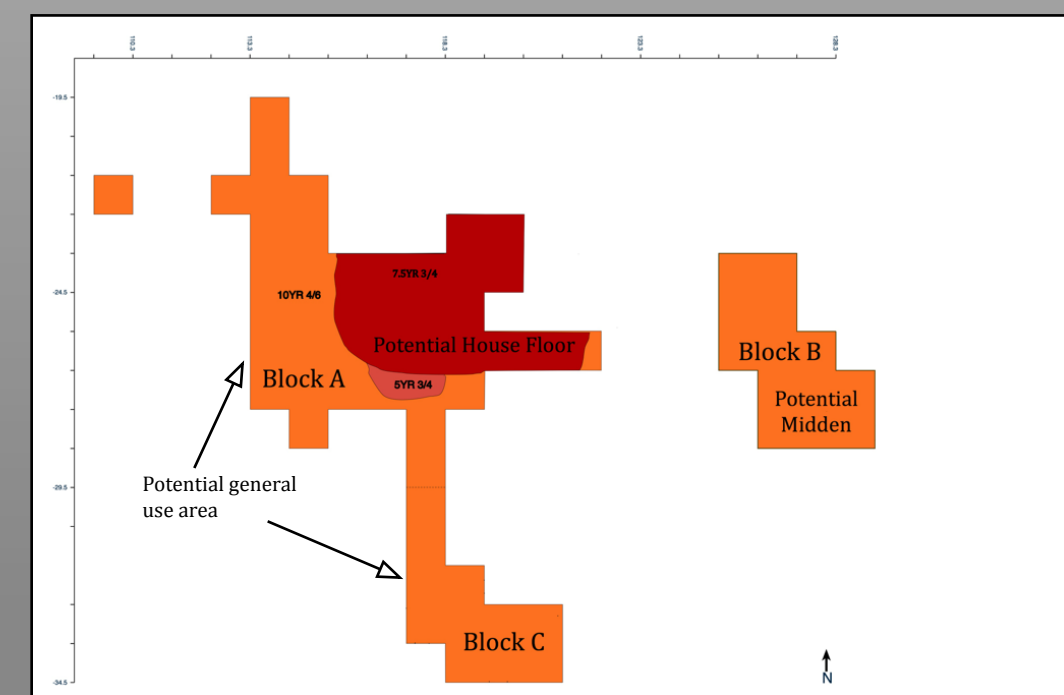 110.3
113.3
118.3
123.3
128.3
-19.5
-24.5
-29.5
-34.5
7.5YR 3/4
10YR 4/6
Potential House Floor
Block A
5YR 3/4
Block B
Potential
Midden
Potential general
use area
Block C
N